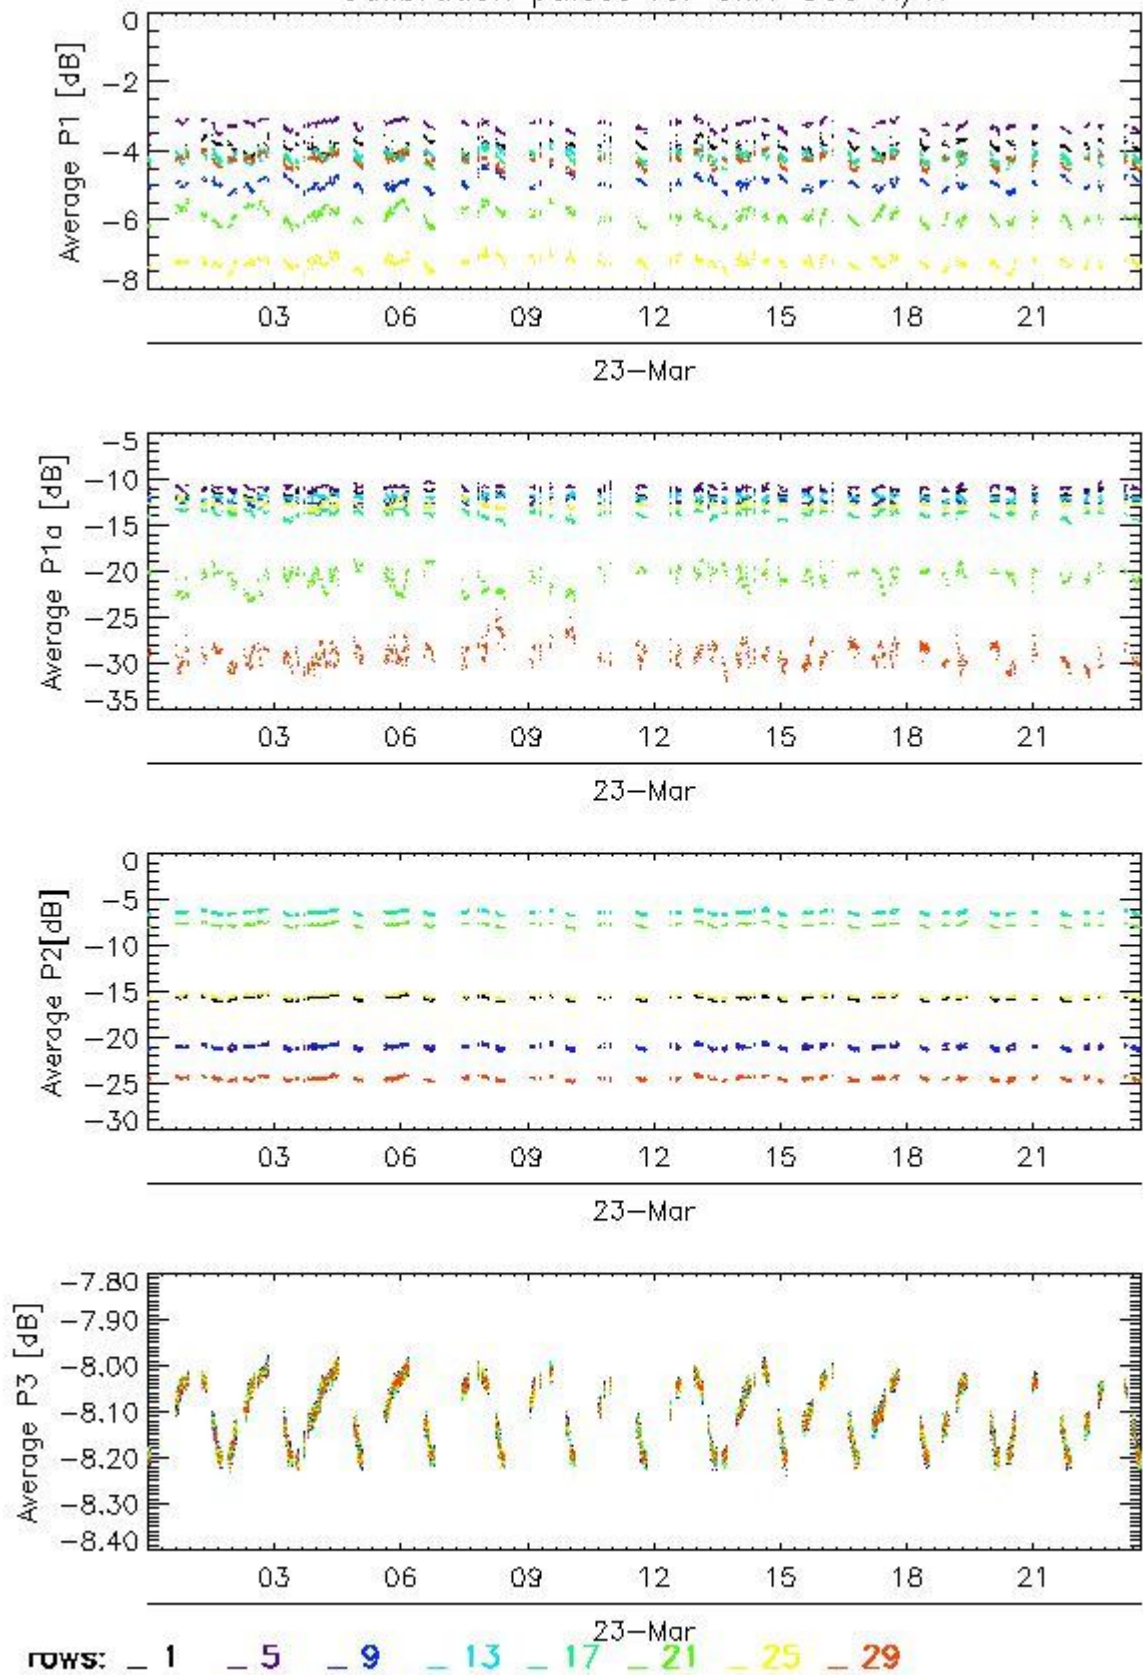 0
-2
-4
-6
-8
Average P1 [dB]
03 06 09 12 15 18 21
23-Mar
-5
-10
-15
-20
-25
-30
-35
Average P1a [dB]
03 06 09 12 15 18 21
23-Mar
0
-5
-10
-15
-20
-25
-30
Average P2[dB]
03 06 09 12 15 18 21
23-Mar
-7.80
-7.90
-8.00
-8.10
-8.20
-8.30
-8.40
Average P3 [dB]
03 06 09 12 15 18 21
23-Mar
rows: _ 1 _ 5 _ 9 _ 13 _ 17 _ 21 _ 25 _ 29